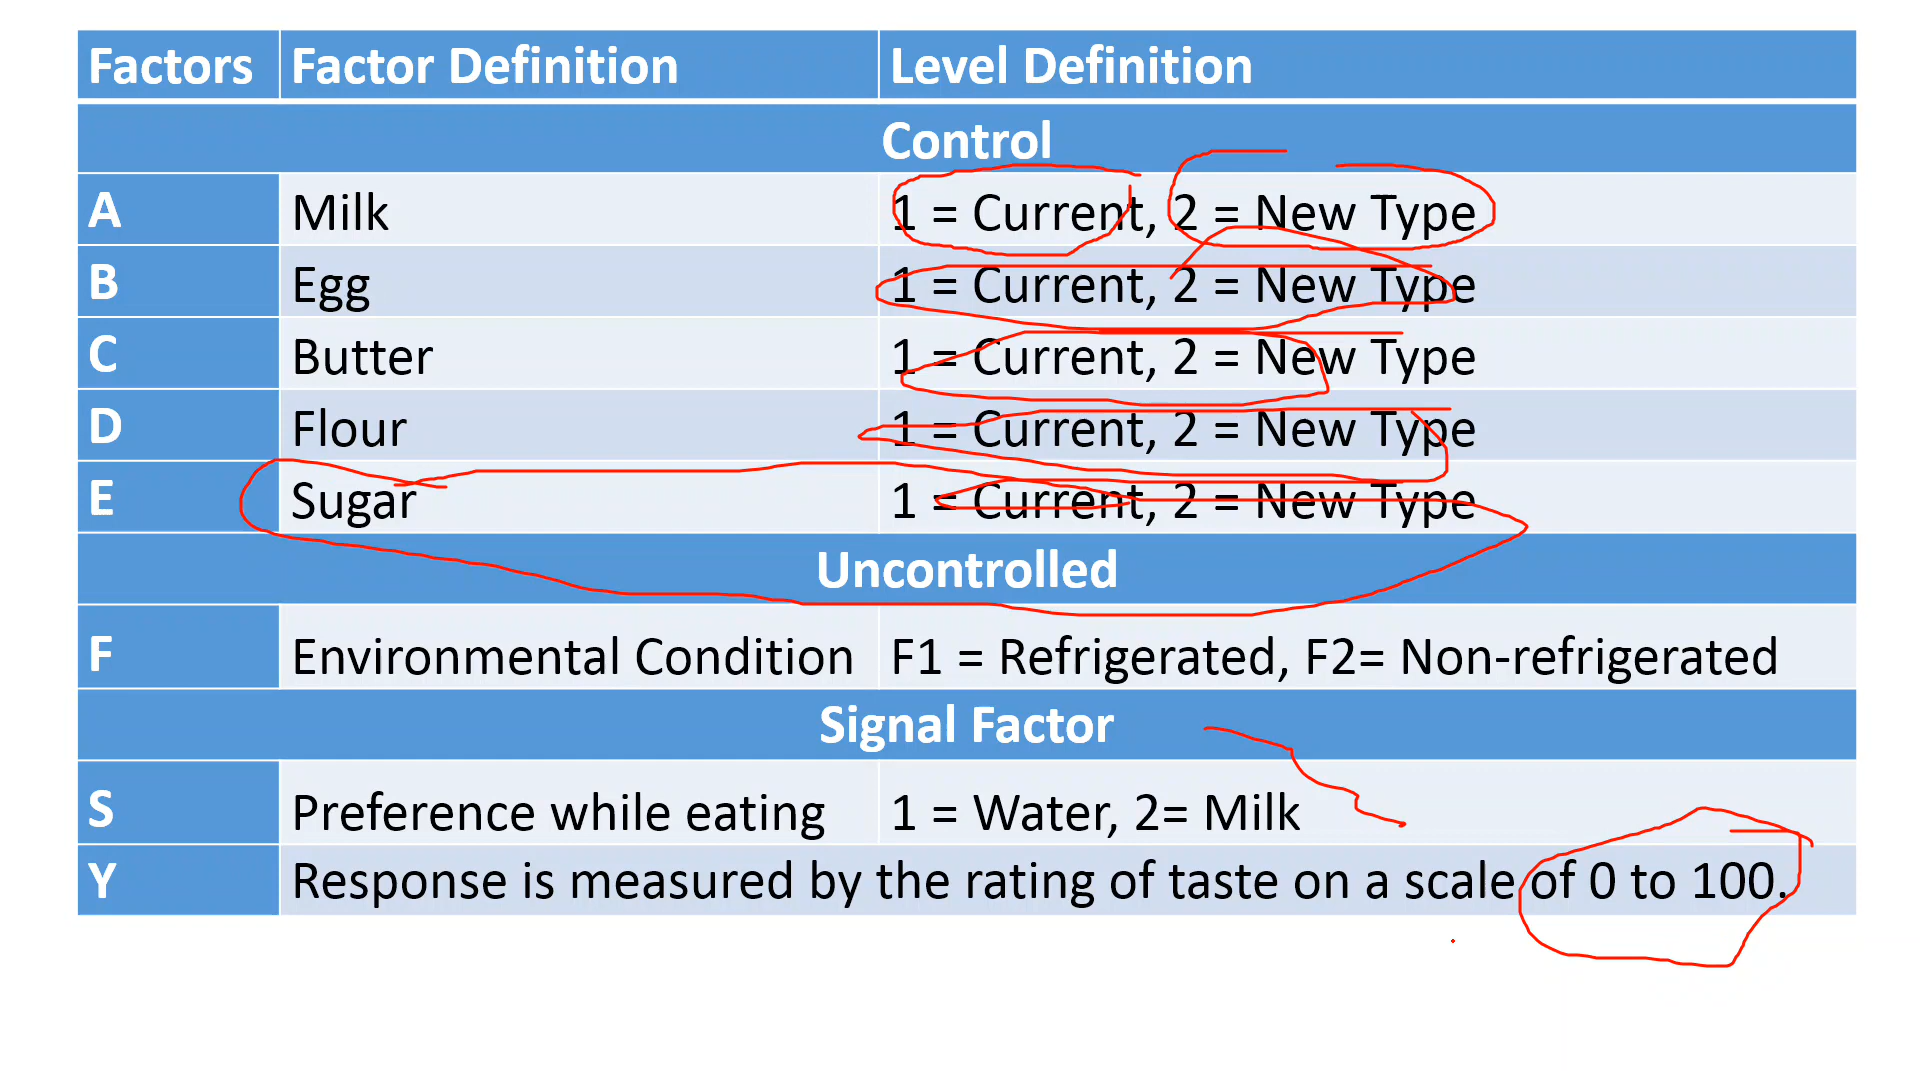 Factors Factor Definition Level Definition
Control
A Milk 1 = Current, 2 = New Type
B Egg 1 = Current, 2 = New Type
C Butter 1 = Current, 2 = New Type
D Flour 1 = Current, 2 = New Type
E Sugar 1 = Current, 2 = New Type
Uncontrolled
F Environmental Condition F1 = Refrigerated, F2= Non-refrigerated
Signal Factor
S Preference while eating 1 = Water, 2= Milk
Y Response is measured by the rating of taste on a scale of 0 to 100.